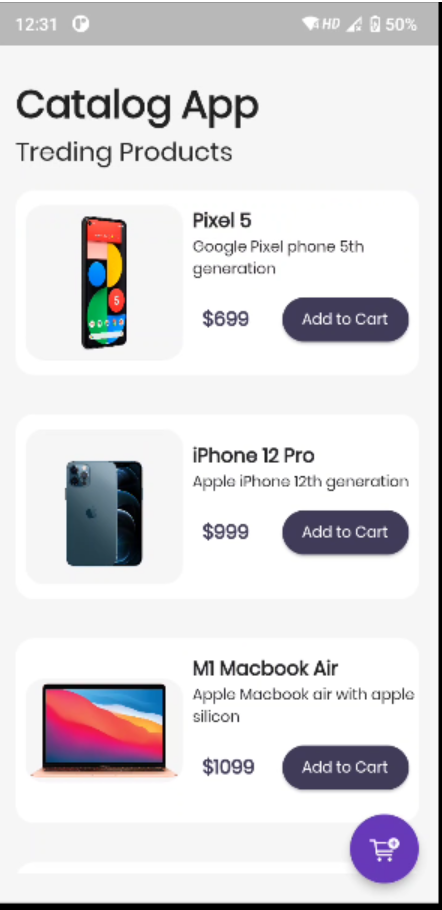 12:31 HD 50%
Catalog App
Treding Products
Pixel 5
Google Pixel phone 5th
generation
$699 Add to Cart
iPhone 12 Pro
Apple iPhone 12th generation
$999 Add to Cart
M1 Macbook Air
Apple Macbook air with apple
silicon
$1099 Add to Cart